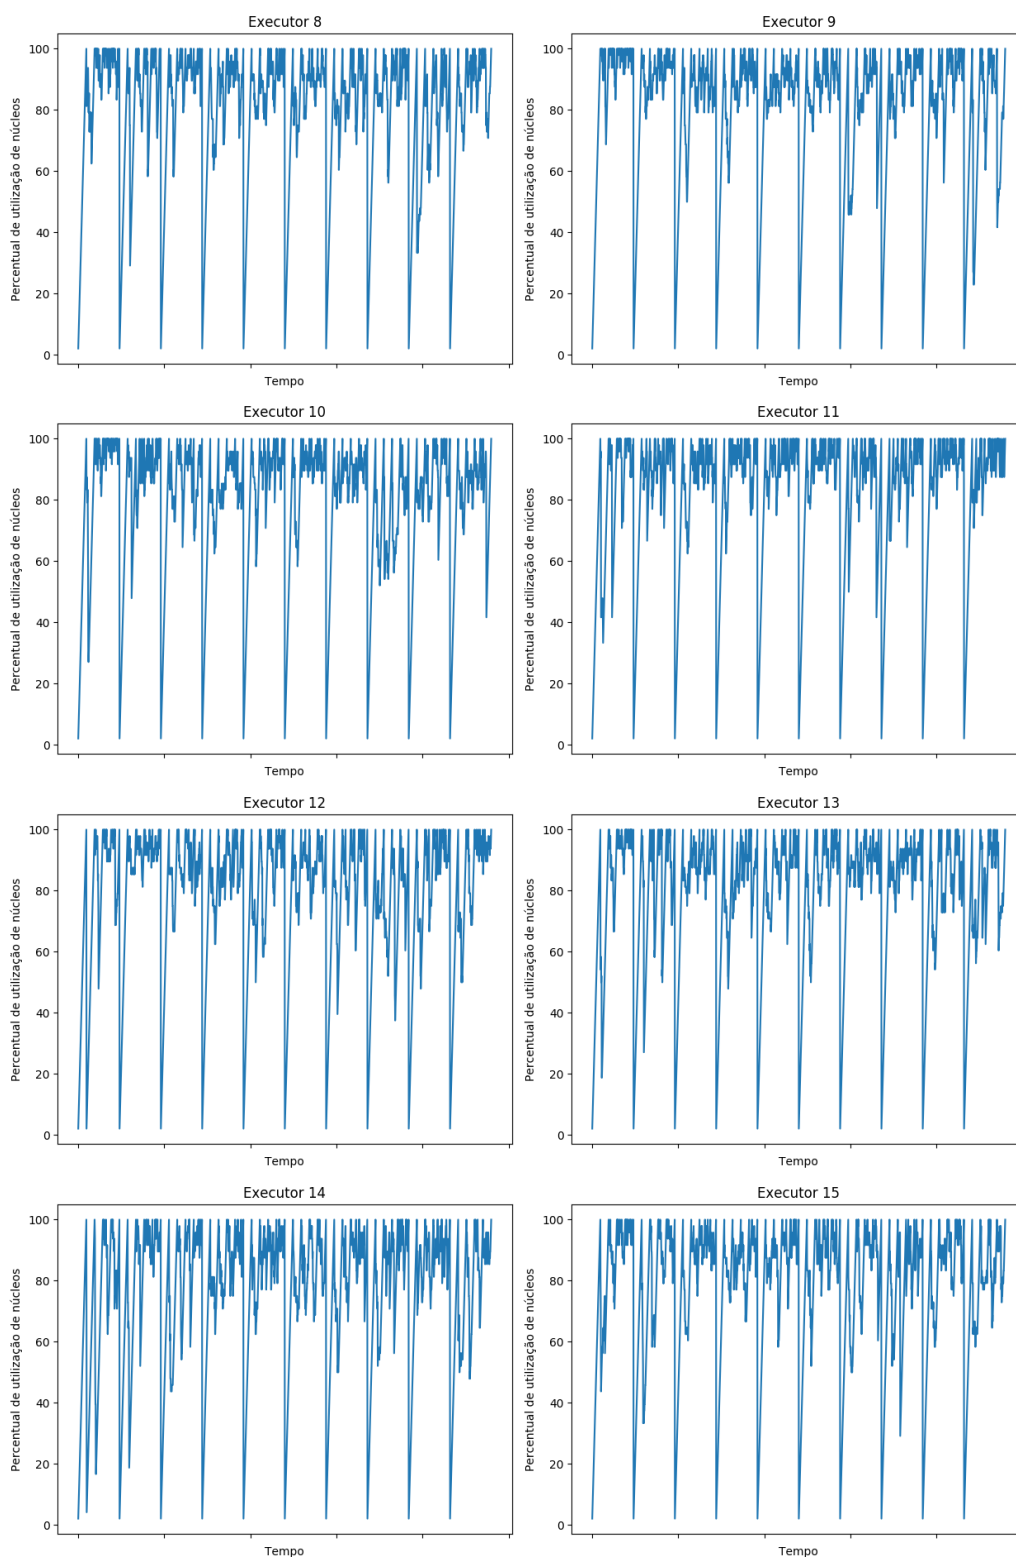 Executor 8
Percentual de utilização de núcleos
100
80
60
40
20
0
Tempo
Executor 9
Percentual de utilização de núcleos
100
80
60
40
20
0
Tempo
Executor 10
Percentual de utilização de núcleos
100
80
60
40
20
0
Tempo
Executor 11
Percentual de utilização de núcleos
100
80
60
40
20
0
Tempo
Executor 12
Percentual de utilização de núcleos
100
80
60
40
20
0
Tempo
Executor 13
Percentual de utilização de núcleos
100
80
60
40
20
0
Tempo
Executor 14
Percentual de utilização de núcleos
100
80
60
40
20
0
Tempo
Executor 15
Percentual de utilização de núcleos
100
80
60
40
20
0
Tempo